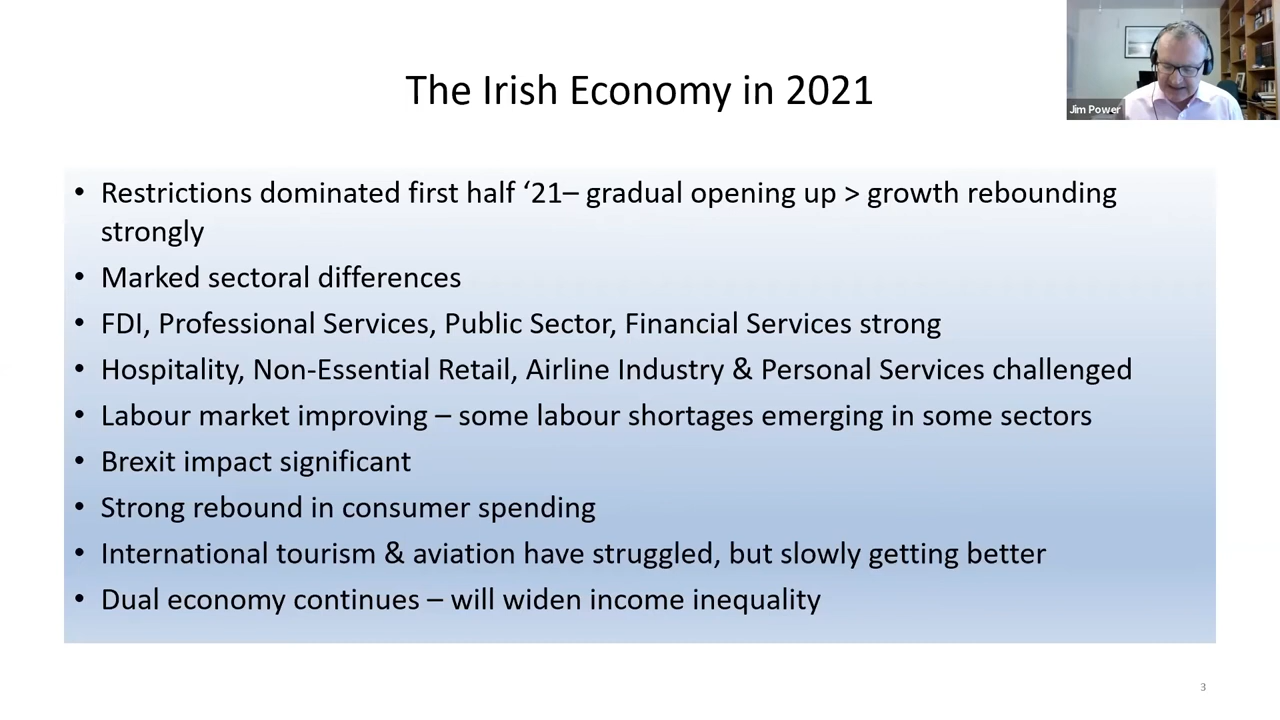 The Irish Economy in 2021
Jim Power
• Restrictions dominated first half ‘21– gradual opening up > growth rebounding
strongly
• Marked sectoral differences
• FDI, Professional Services, Public Sector, Financial Services strong
• Hospitality, Non-Essential Retail, Airline Industry & Personal Services challenged
• Labour market improving – some labour shortages emerging in some sectors
• Brexit impact significant
• Strong rebound in consumer spending
• International tourism & aviation have struggled, but slowly getting better
• Dual economy continues – will widen income inequality
3